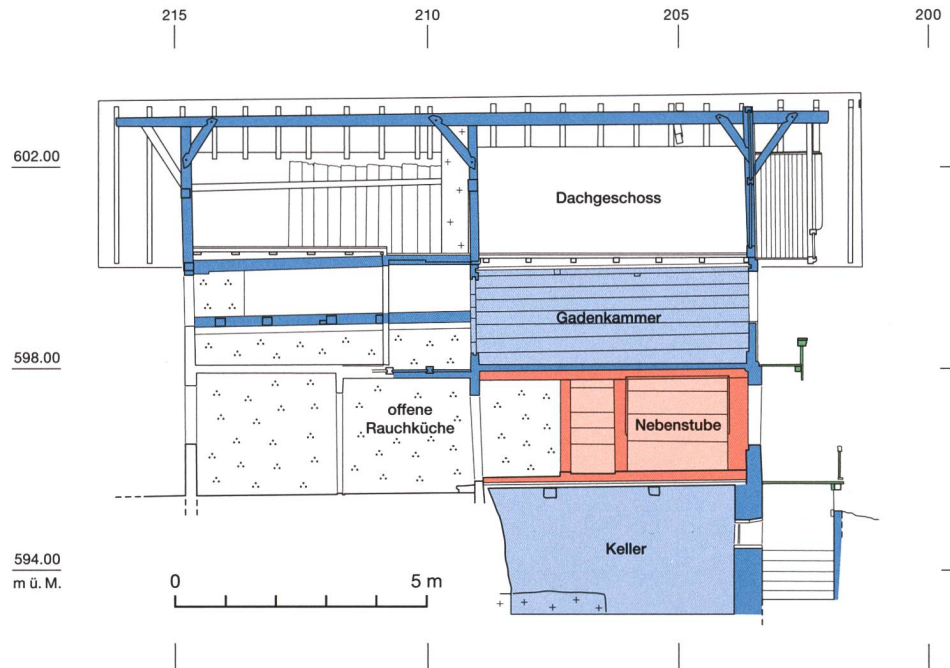 215
210
205
200
602.00
Dachgeschoss
Gadenkammer
598.00
offene
Rauchküche
Nebenstube
Keller
594.00
m ü. M.
0
5 m